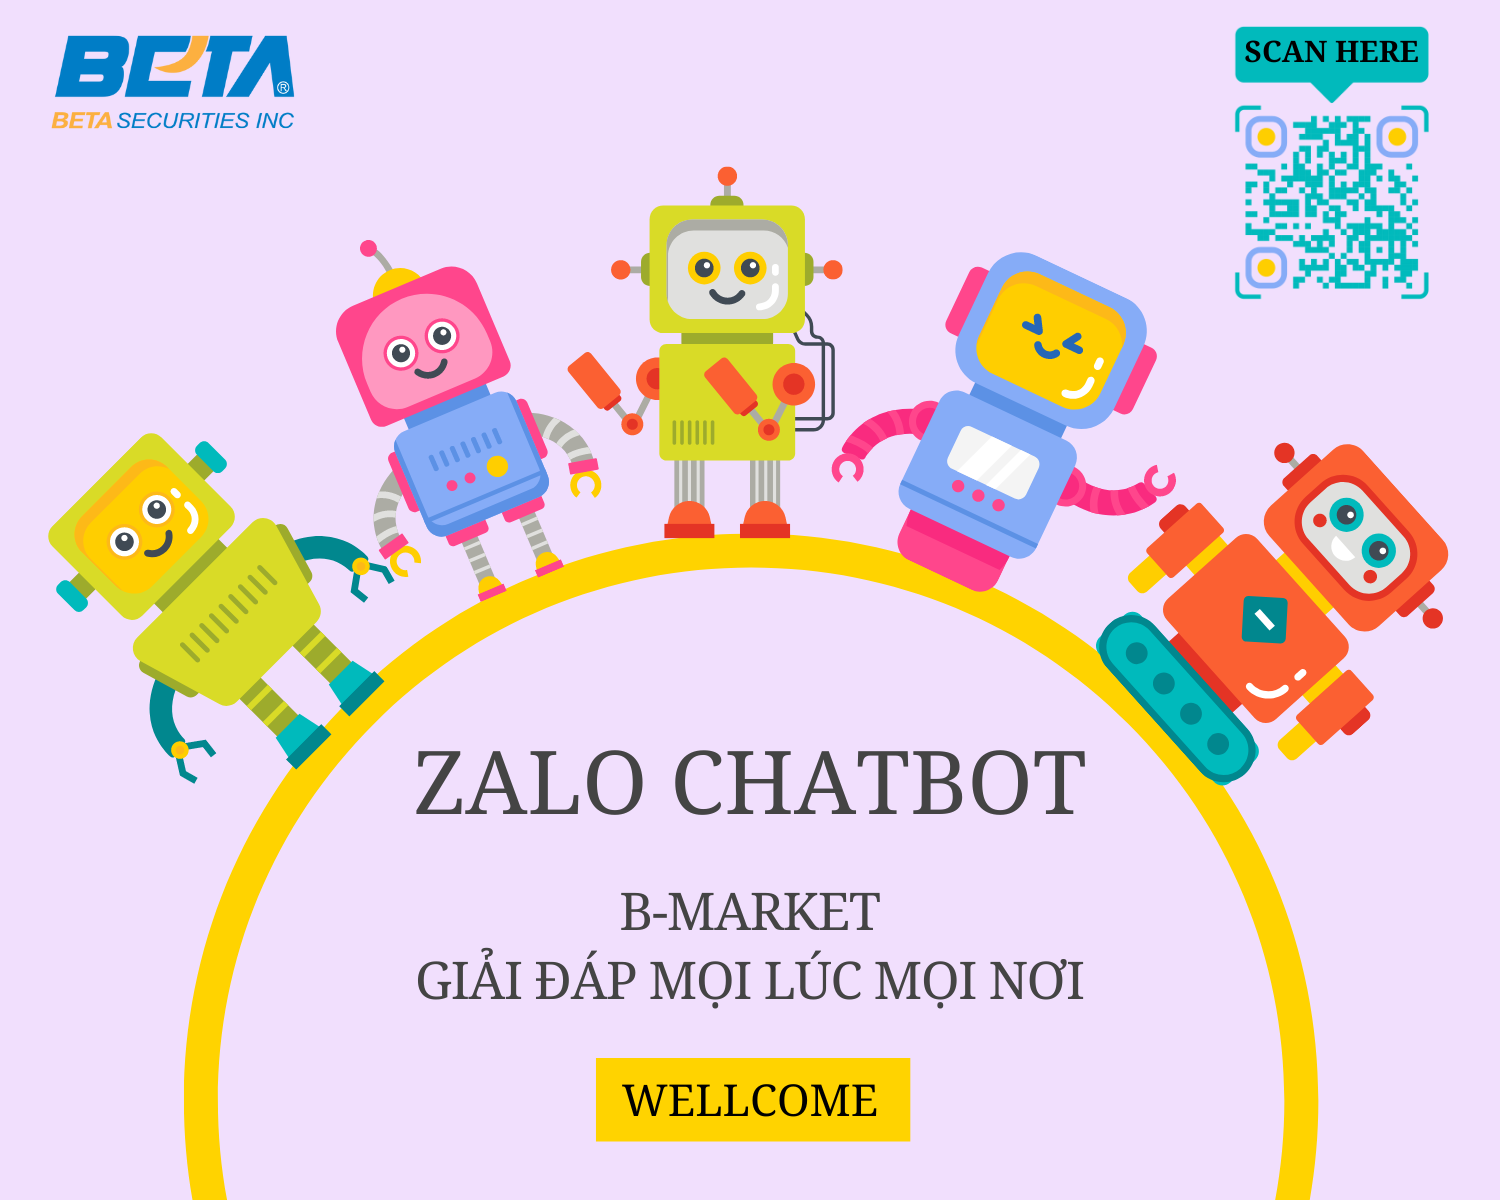 BETA®
BETA SECURITIES INC
SCAN HERE
ZALO CHATBOT
B-MARKET
GIẢI ĐÁP MỌI LÚC MỌI NƠI
WELLCOME